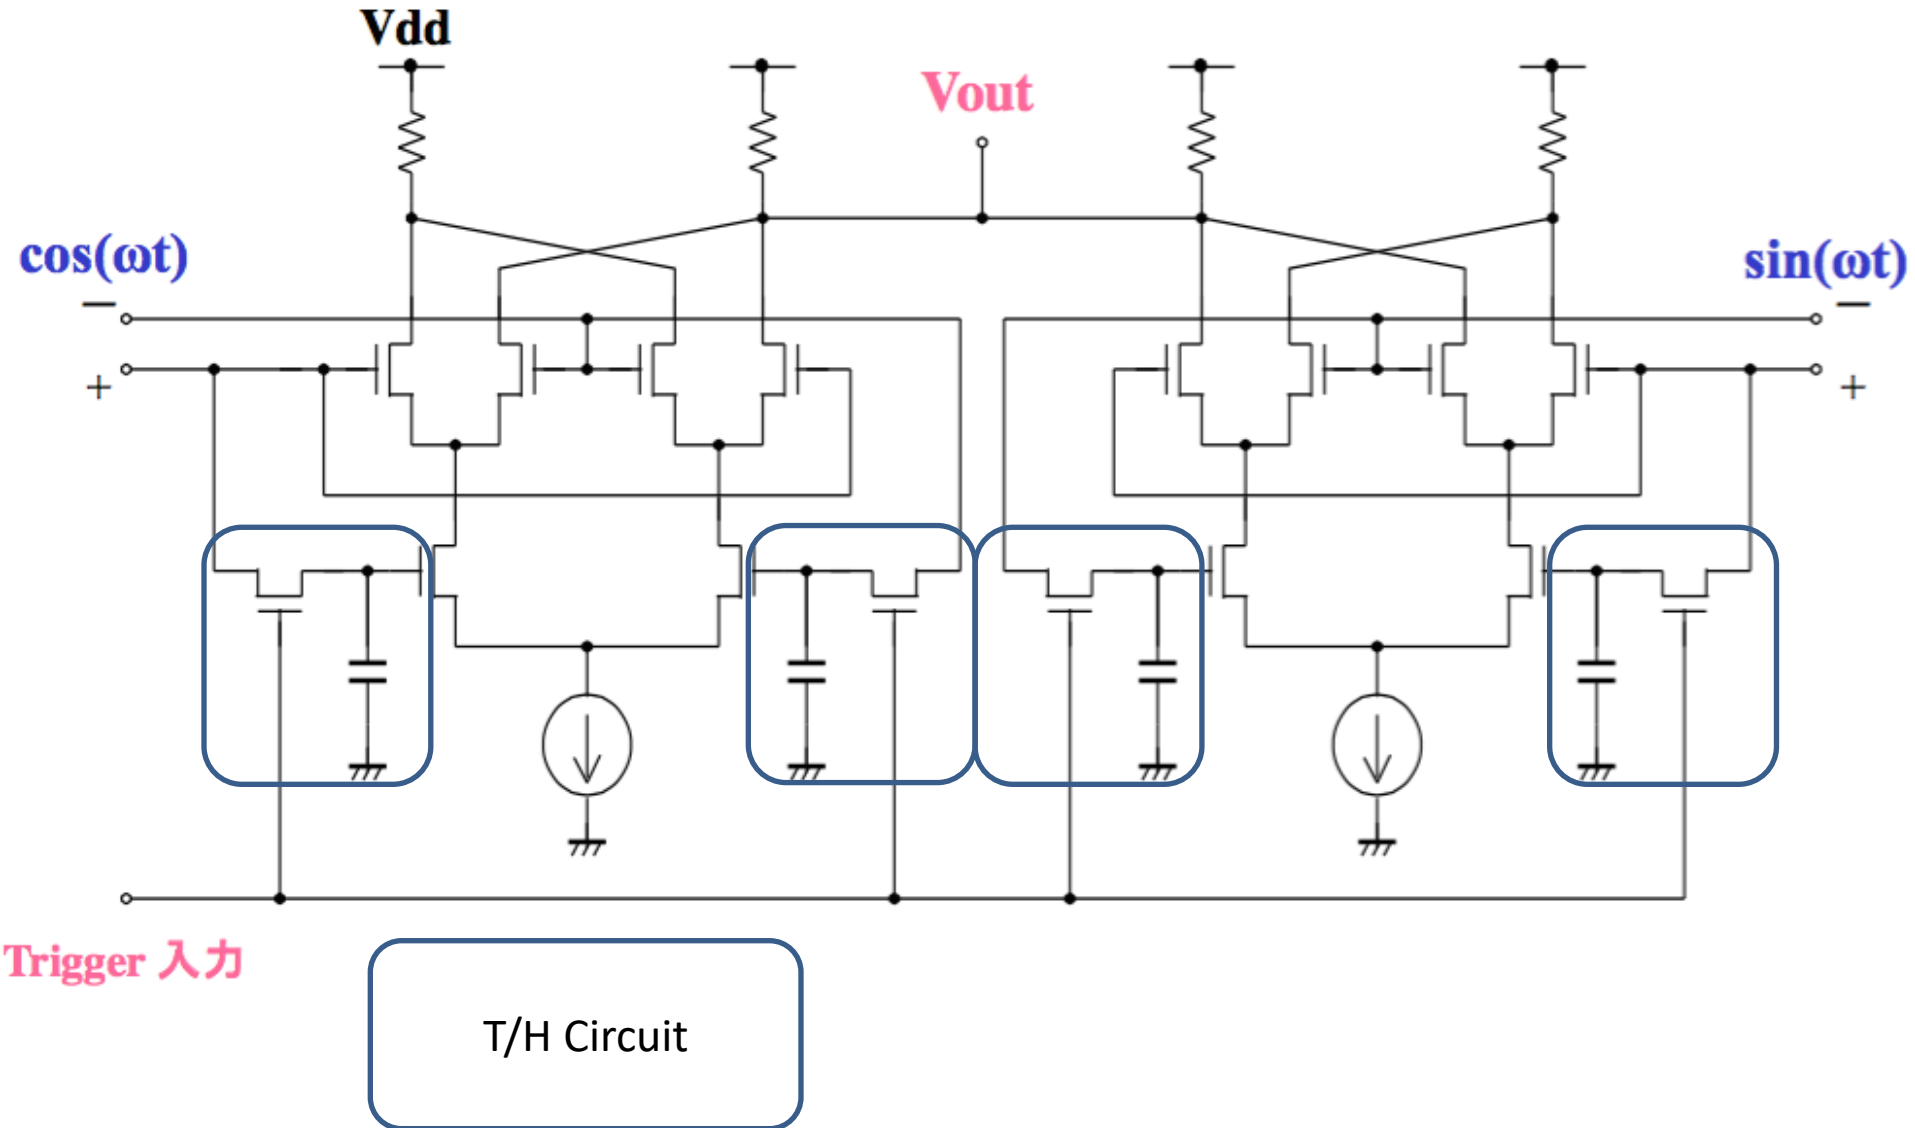 Vdd
Vout
cos(ωt)
sin(ωt)
−
−
+
+
Trigger 入力
T/H Circuit